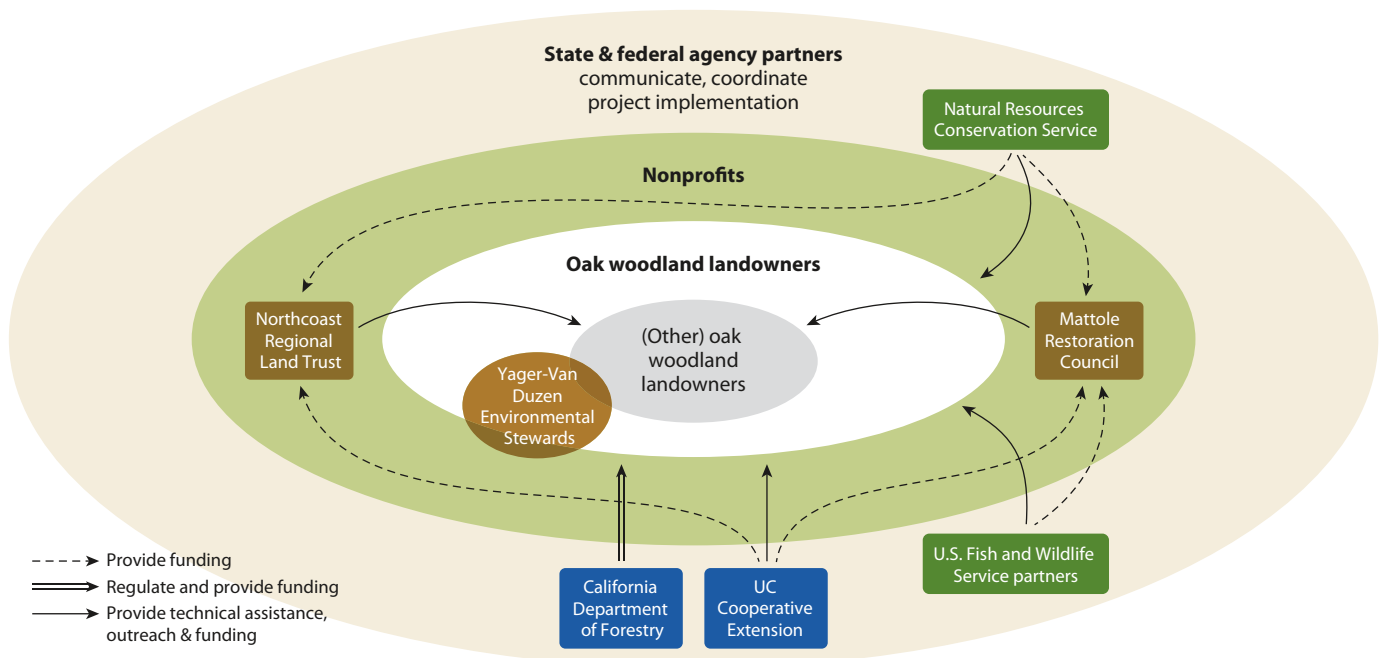 State & federal agency partners
communicate, coordinate
project implementation
Natural Resources
Conservation Service
Nonprofits
Oak woodland landowners
Northcoast
Regional
Land Trust
(Other) oak
woodland
landowners
Mattole
Restoration
Council
Yager-Van
Duzen
Environmental
Stewards
Provide funding
Regulate and provide funding
Provide technical assistance,
outreach & funding
California
Department
of Forestry
UC
Cooperative
Extension
U.S. Fish and Wildlife
Service partners